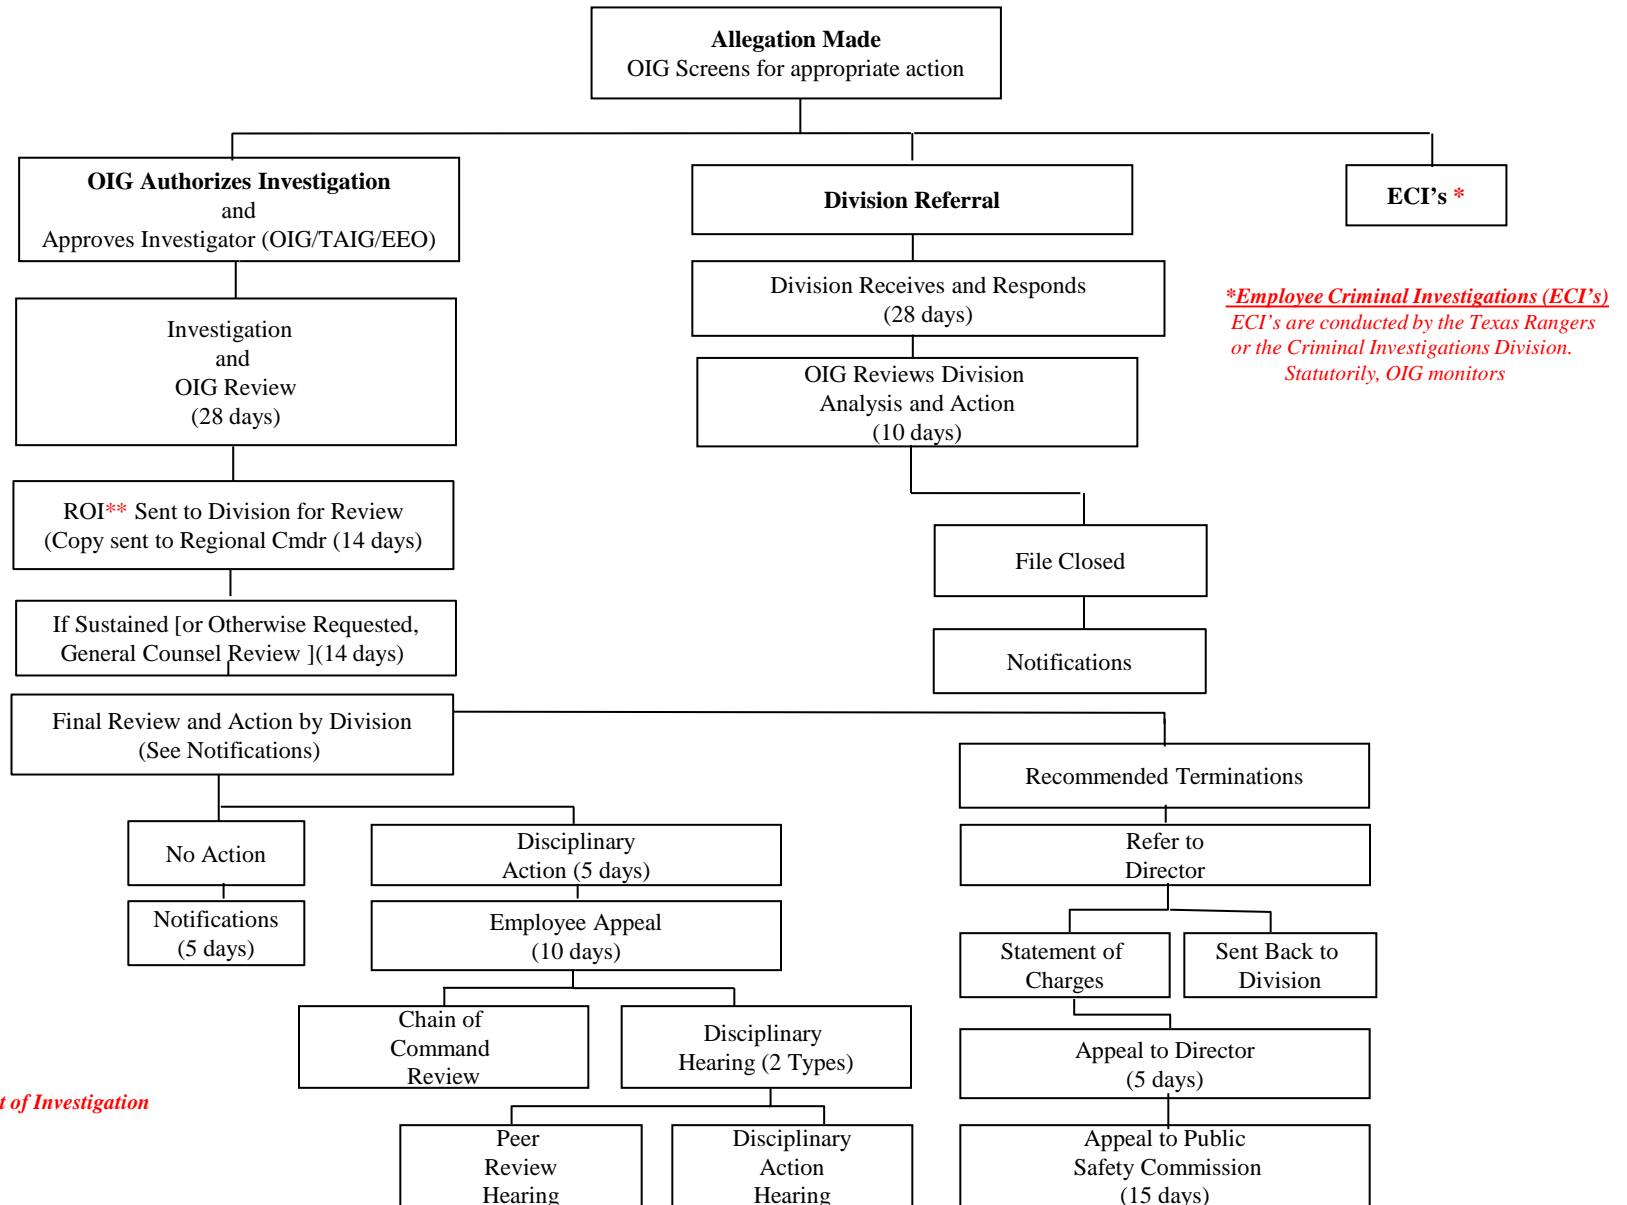 Allegation Made
OIG Screens for appropriate action
OIG Authorizes Investigation
and
Approves Investigator (OIG/TAIG/EEO)
Division Referral
ECI’s *
Investigation
and
OIG Review
(28 days)
Division Receives and Responds
(28 days)
*Employee Criminal Investigations (ECI’s)
ECI’s are conducted by the Texas Rangers
or the Criminal Investigations Division.
Statutorily, OIG monitors
OIG Reviews Division
Analysis and Action
(10 days)
ROI** Sent to Division for Review
(Copy sent to Regional Cmdr (14 days)
File Closed
If Sustained [or Otherwise Requested,
General Counsel Review ](14 days)
Notifications
Final Review and Action by Division
(See Notifications)
Recommended Terminations
No Action
Disciplinary
Action (5 days)
Refer to
Director
Notifications
(5 days)
Employee Appeal
(10 days)
Statement of
Charges
Sent Back to
Division
Chain of
Command
Review
Disciplinary
Hearing (2 Types)
Appeal to Director
(5 days)
t of Investigation
Peer
Review
Hearing
Disciplinary
Action
Hearing
Appeal to Public
Safety Commission
(15 days)